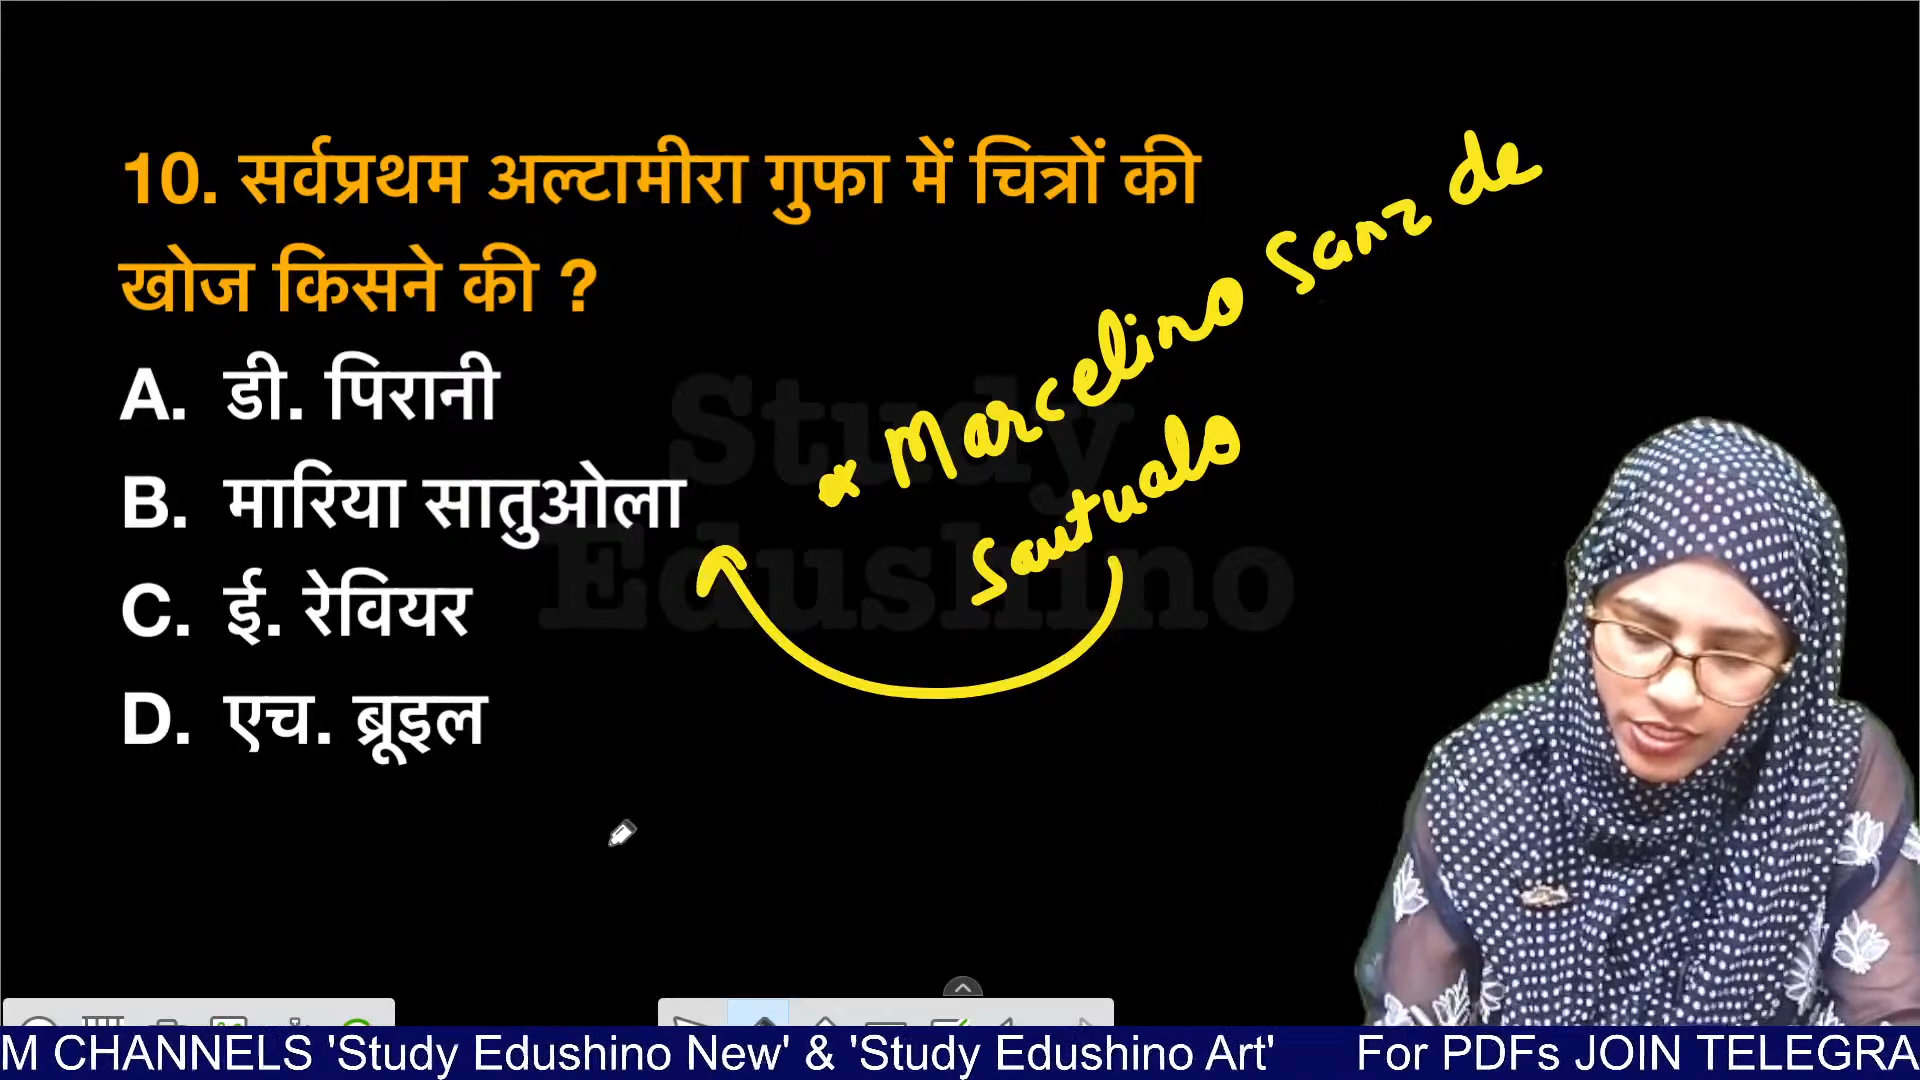 10. सर्वप्रथम अल्टामीरा गुफा में चित्रों की
खोज किसने की ?
A. डी. पिरानी
B. मारिया सातुओला
C. ई. रेवियर
D. एच. ब्रूइल
* Marcelino Sanz de
Sautuals
Study
Edushino
M CHANNELS 'Study Edushino New' & 'Study Edushino Art' For PDFs JOIN TELEGRA